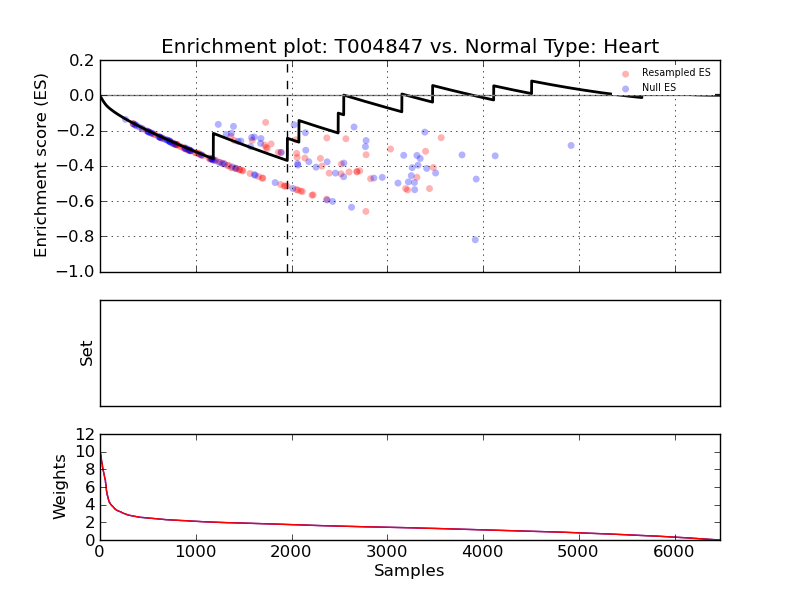 Enrichment plot: T004847 vs. Normal Type: Heart
Enrichment score (ES)
0.2
0.0
−0.2
−0.4
−0.6
−0.8
−1.0
Resampled ES
Null ES
Set
Weights
12
10
8
6
4
2
0
0 1000 2000 3000 4000 5000 6000
Samples